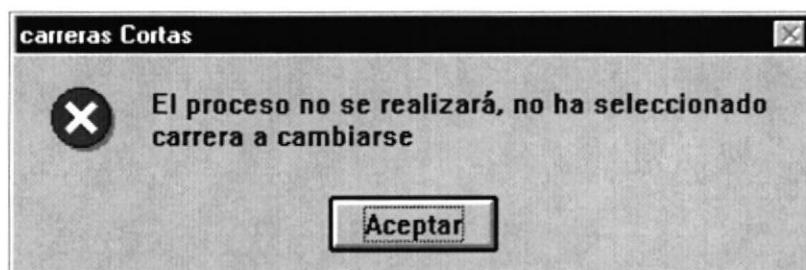 carreras Cortas
El proceso no se realizará, no ha seleccionado
carrera a cambiarse
Aceptar